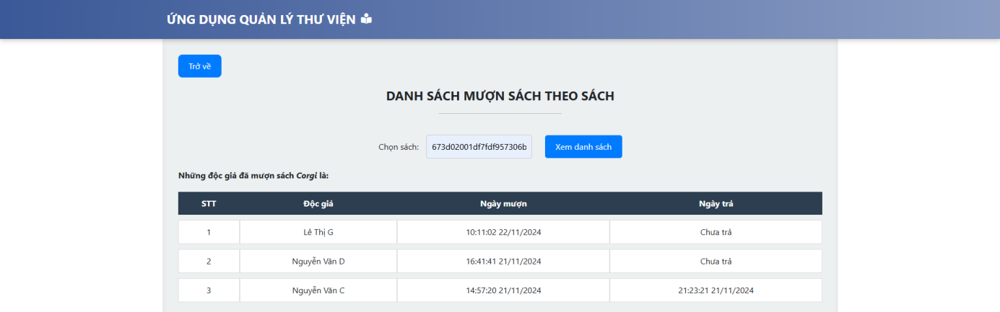 ỨNG DỤNG QUẢN LÝ THƯ VIỆN
Trở về
DANH SÁCH MƯỢN SÁCH THEO SÁCH
Chọn sách: 673d02001df7fdf957306b Xem danh sách
Những độc giả đã mượn sách Corgi là:
STT Độc giả Ngày mượn Ngày trả
1 Lê Thị G 10:11:02 22/11/2024 Chưa trả
2 Nguyễn Văn D 16:41:41 21/11/2024 Chưa trả
3 Nguyễn Văn C 14:57:20 21/11/2024 21:23:21 21/11/2024